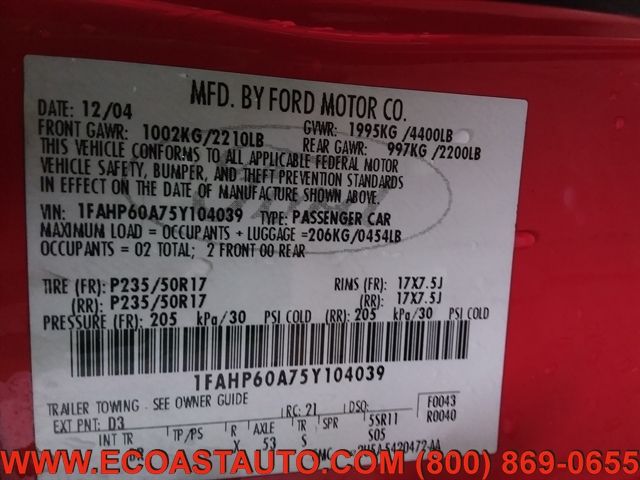 MFD. BY FORD MOTOR CO.
DATE: 12/04
FRONT GAWR: 1002KG/2210LB
GVWR: 1995KG /4400LB
REAR GAWR: 997KG /2200LB
THIS VEHICLE CONFORMS TO ALL APPLICABLE FEDERAL MOTOR
VEHICLE SAFETY, BUMPER, AND THEFT PREVENTION STANDARDS
IN EFFECT ON THE DATE OF MANUFACTURE SHOWN ABOVE.
VIN: 1FAHP60A75Y104039 TYPE: PASSENGER CAR
MAXIMUM LOAD = OCCUPANTS + LUGGAGE =206KG/0454LB
OCCUPANTS = 02 TOTAL; 2 FRONT 00 REAR
TIRE (FR): P235/50R17 RIMS (FR): 17X7.5J
(RR): P235/50R17 (RR): 17X7.5J
PRESSURE (FR): 205 kPa/30 PSI COLD (RR): 205 kPa/30 PSI COLD
1FAHP60A75Y104039
TRAILER TOWING - SEE OWNER GUIDE
EXT PNT: D3 RC: 21 DSO: F0043
R0040
INT TR TP/PS R AXLE TR SPR 5SR11
X 53 S S05
WWW.ECOASTAUTO.COM (800) 869-0655